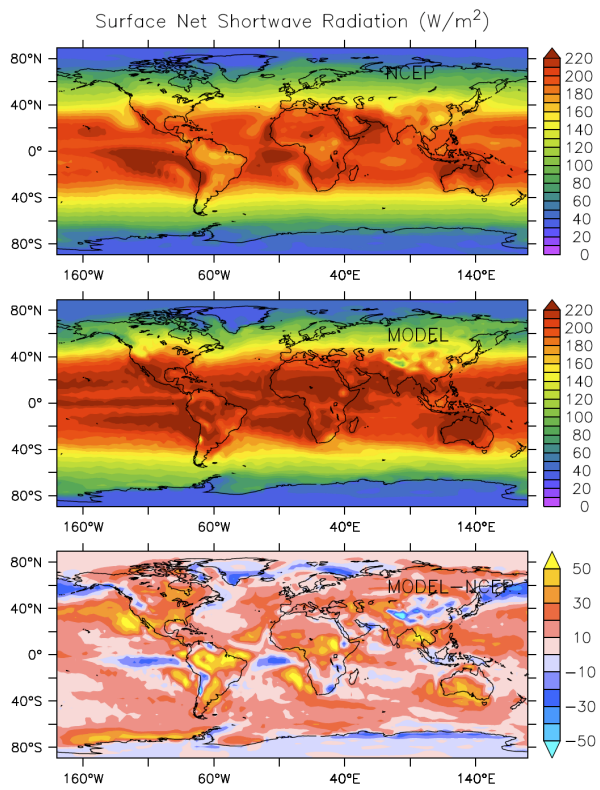 Surface Net Shortwave Radiation (W/m²)
80°N
40°N
0°
40°S
80°S
160°W
60°W
40°E
140°E
NCEP
220
200
180
160
140
120
100
80
60
40
20
0
80°N
40°N
0°
40°S
80°S
160°W
60°W
40°E
140°E
MODEL
220
200
180
160
140
120
100
80
60
40
20
0
80°N
40°N
0°
40°S
80°S
160°W
60°W
40°E
140°E
MODEL-NCEP
50
30
10
-10
-30
-50